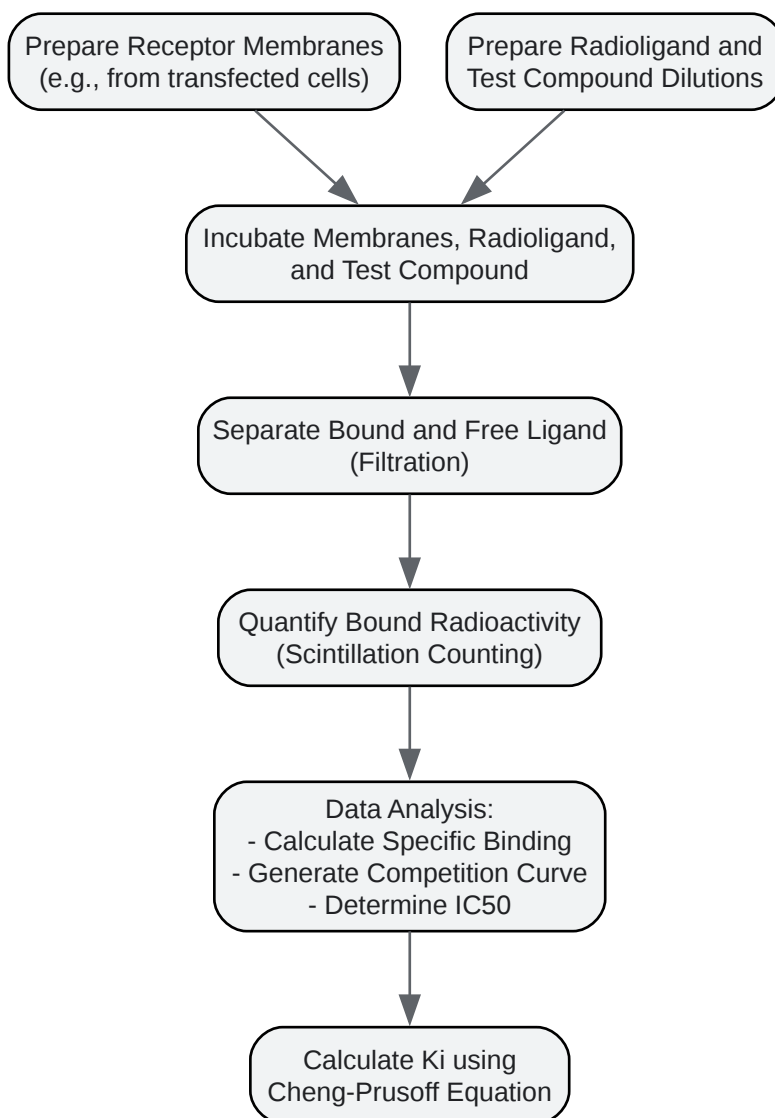 Prepare Receptor Membranes
(e.g., from transfected cells)
Prepare Radioligand and
Test Compound Dilutions
Incubate Membranes, Radioligand,
and Test Compound
Separate Bound and Free Ligand
(Filtration)
Quantify Bound Radioactivity
(Scintillation Counting)
Data Analysis:
- Calculate Specific Binding
- Generate Competition Curve
- Determine IC50
Calculate Ki using
Cheng-Prusoff Equation